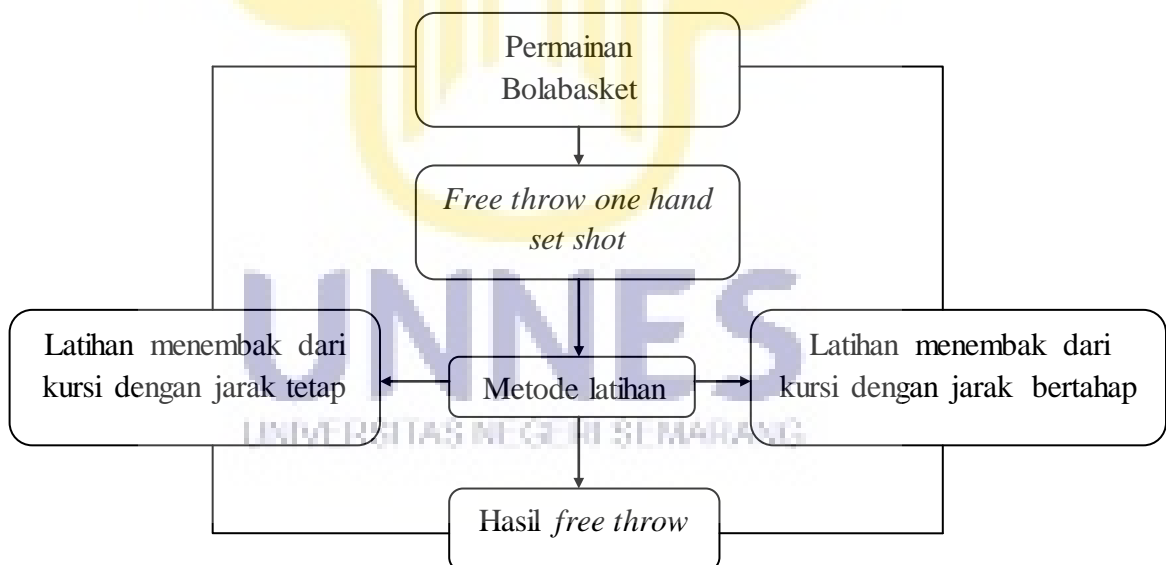 Permainan
Bolabasket
Free throw one hand
set shot
UNNES
Latihan menembak dari
kursi dengan jarak tetap
Metode latihan
Latihan menembak dari
kursi dengan jarak bertahap
UNIVERSITAS NEGERI SEMARANG
Hasil free throw